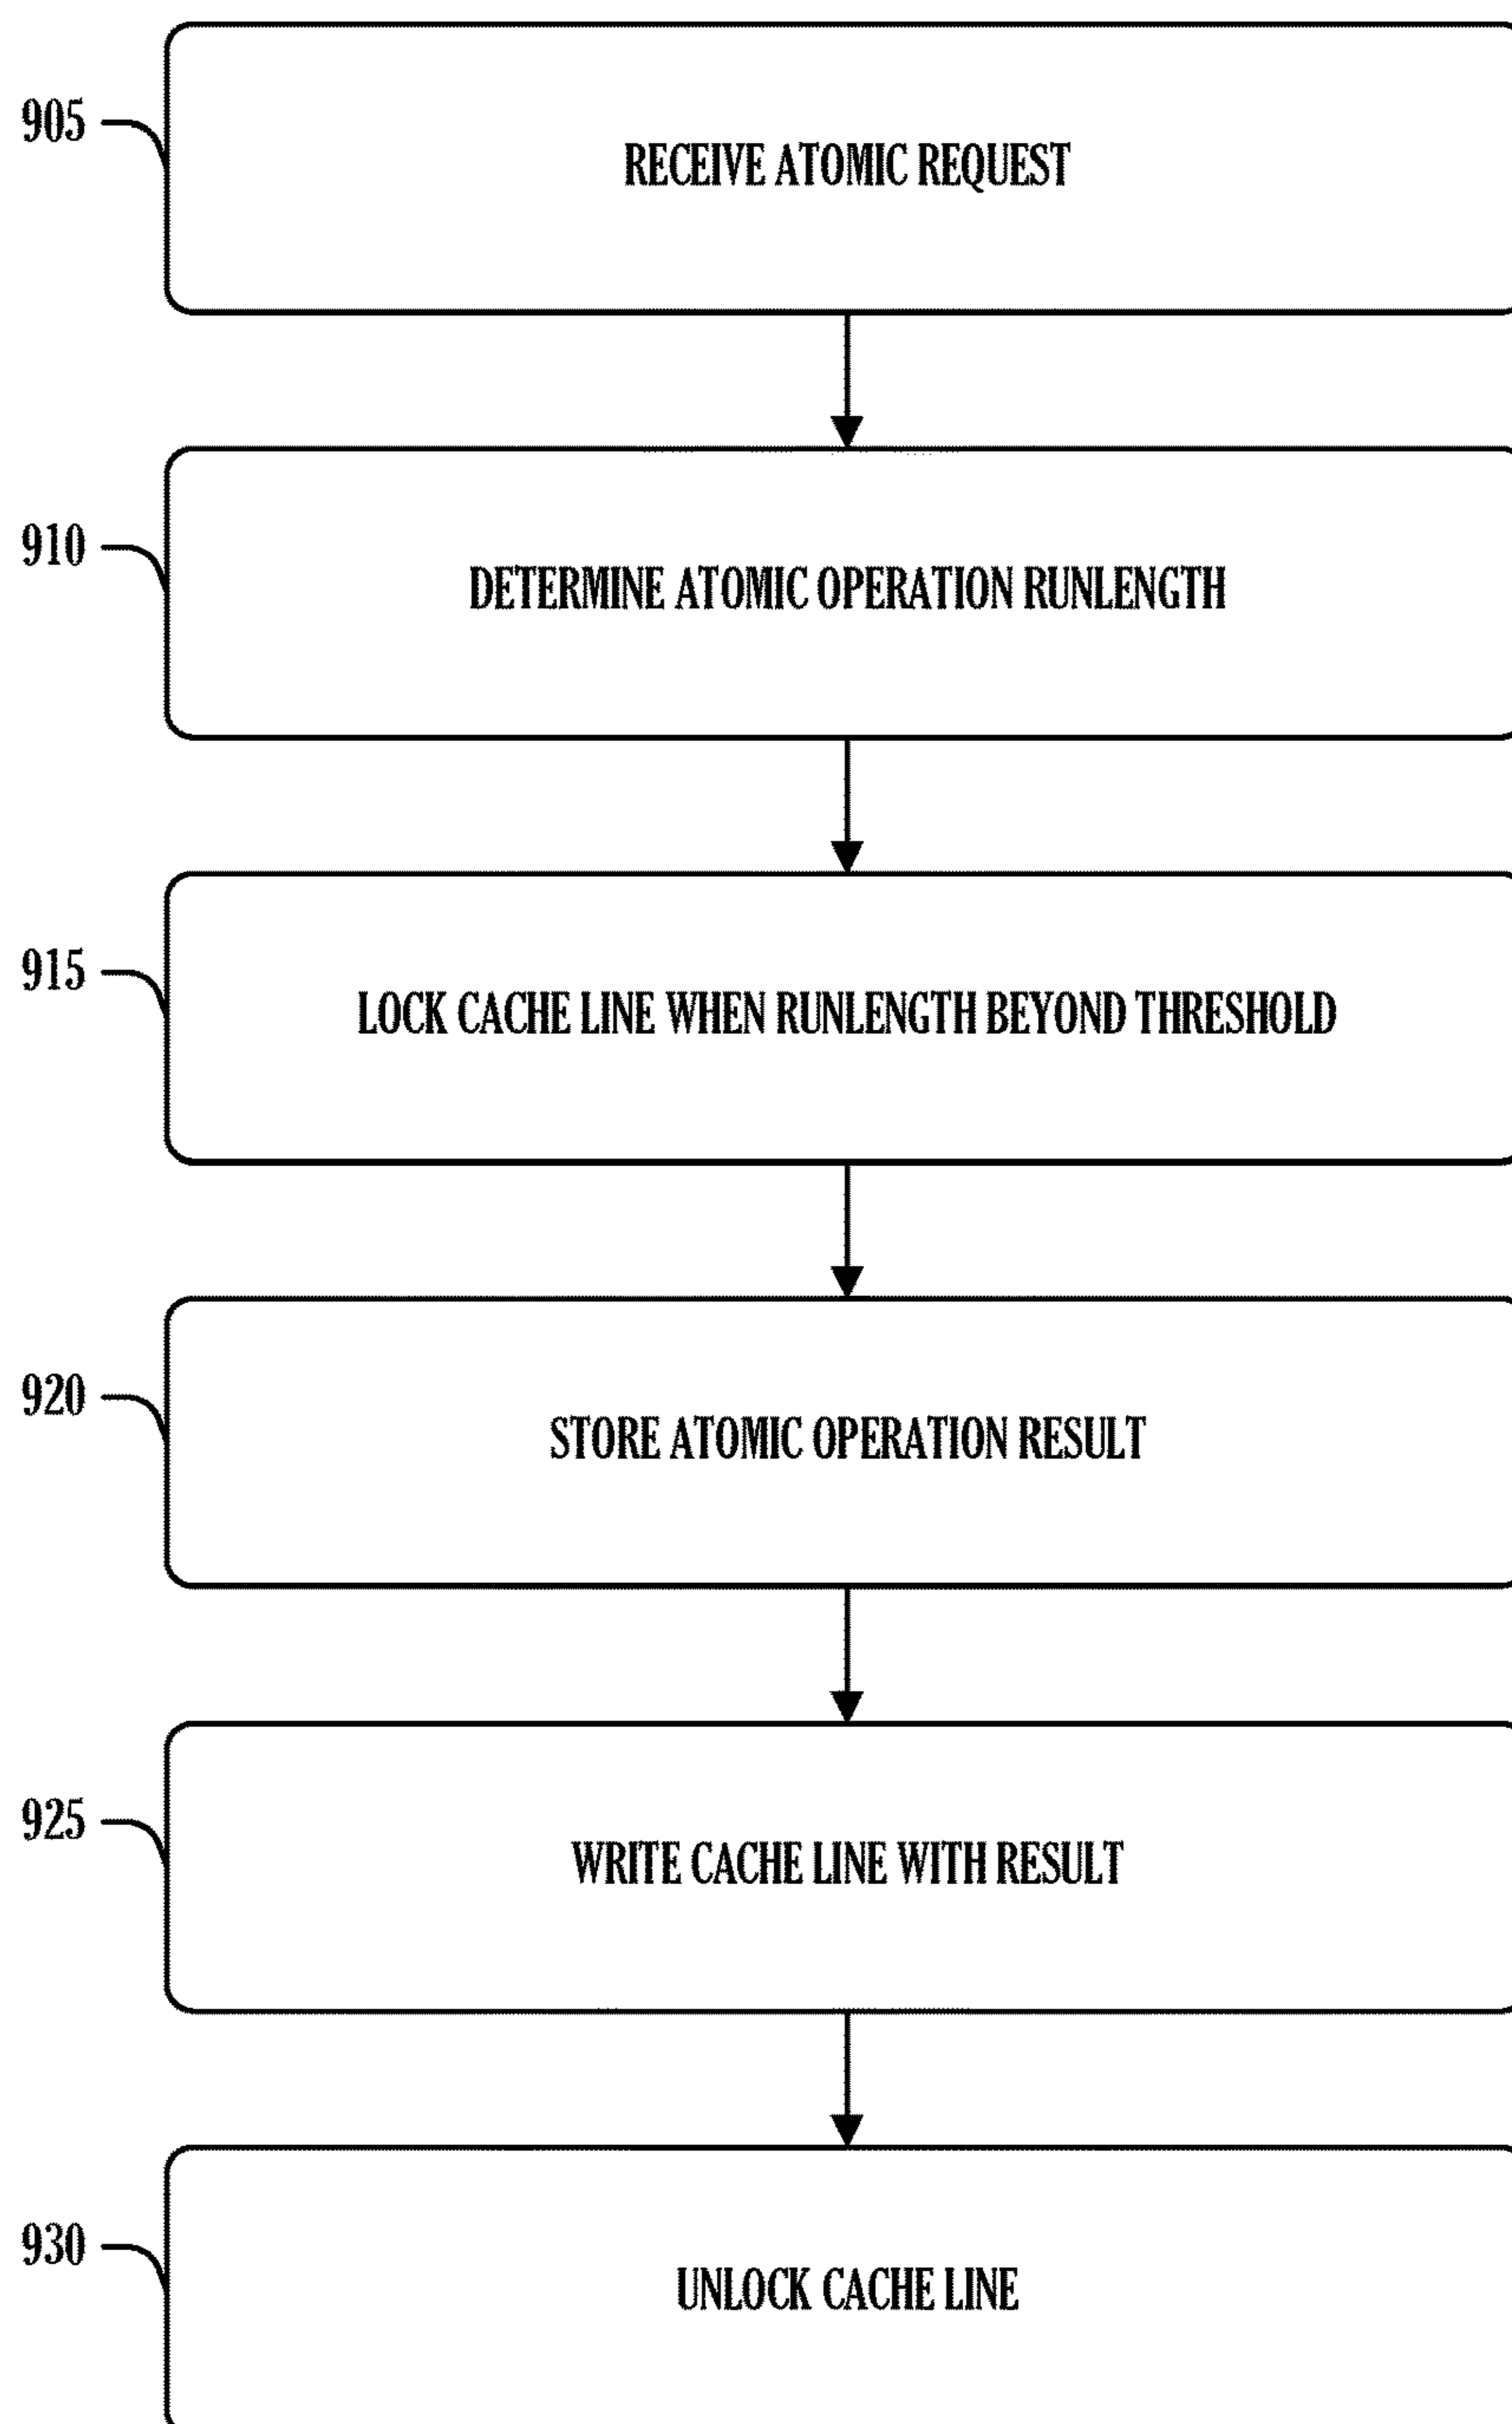 905
RECEIVE ATOMIC REQUEST
910
DETERMINE ATOMIC OPERATION RUNLENGTH
915
LOCK CACHE LINE WHEN RUNLENGTH BEYOND THRESHOLD
920
STORE ATOMIC OPERATION RESULT
925
WRITE CACHE LINE WITH RESULT
930
UNLOCK CACHE LINE